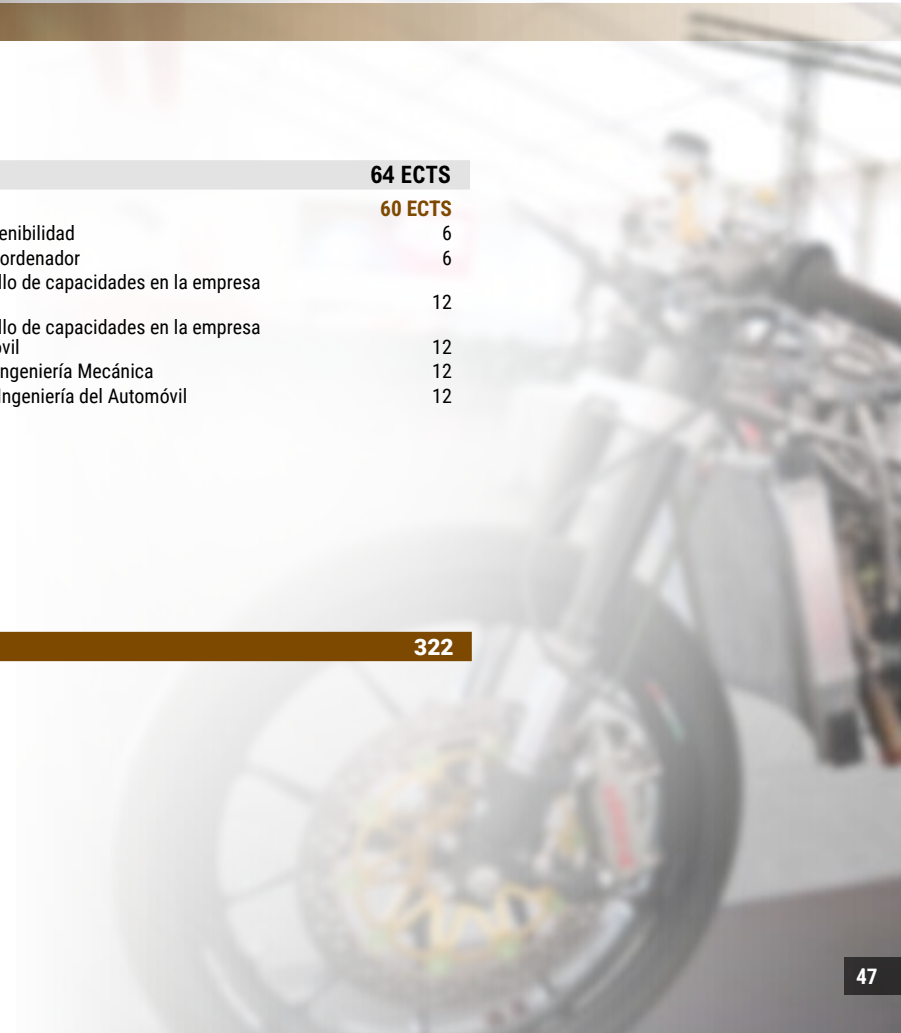 64 ECTS
60 ECTS
enibilidad 6
ordenador 6
llo de capacidades en la empresa
12
llo de capacidades en la empresa
óvil 12
ngeniería Mecánica 12
Ingeniería del Automóvil 12
322
47